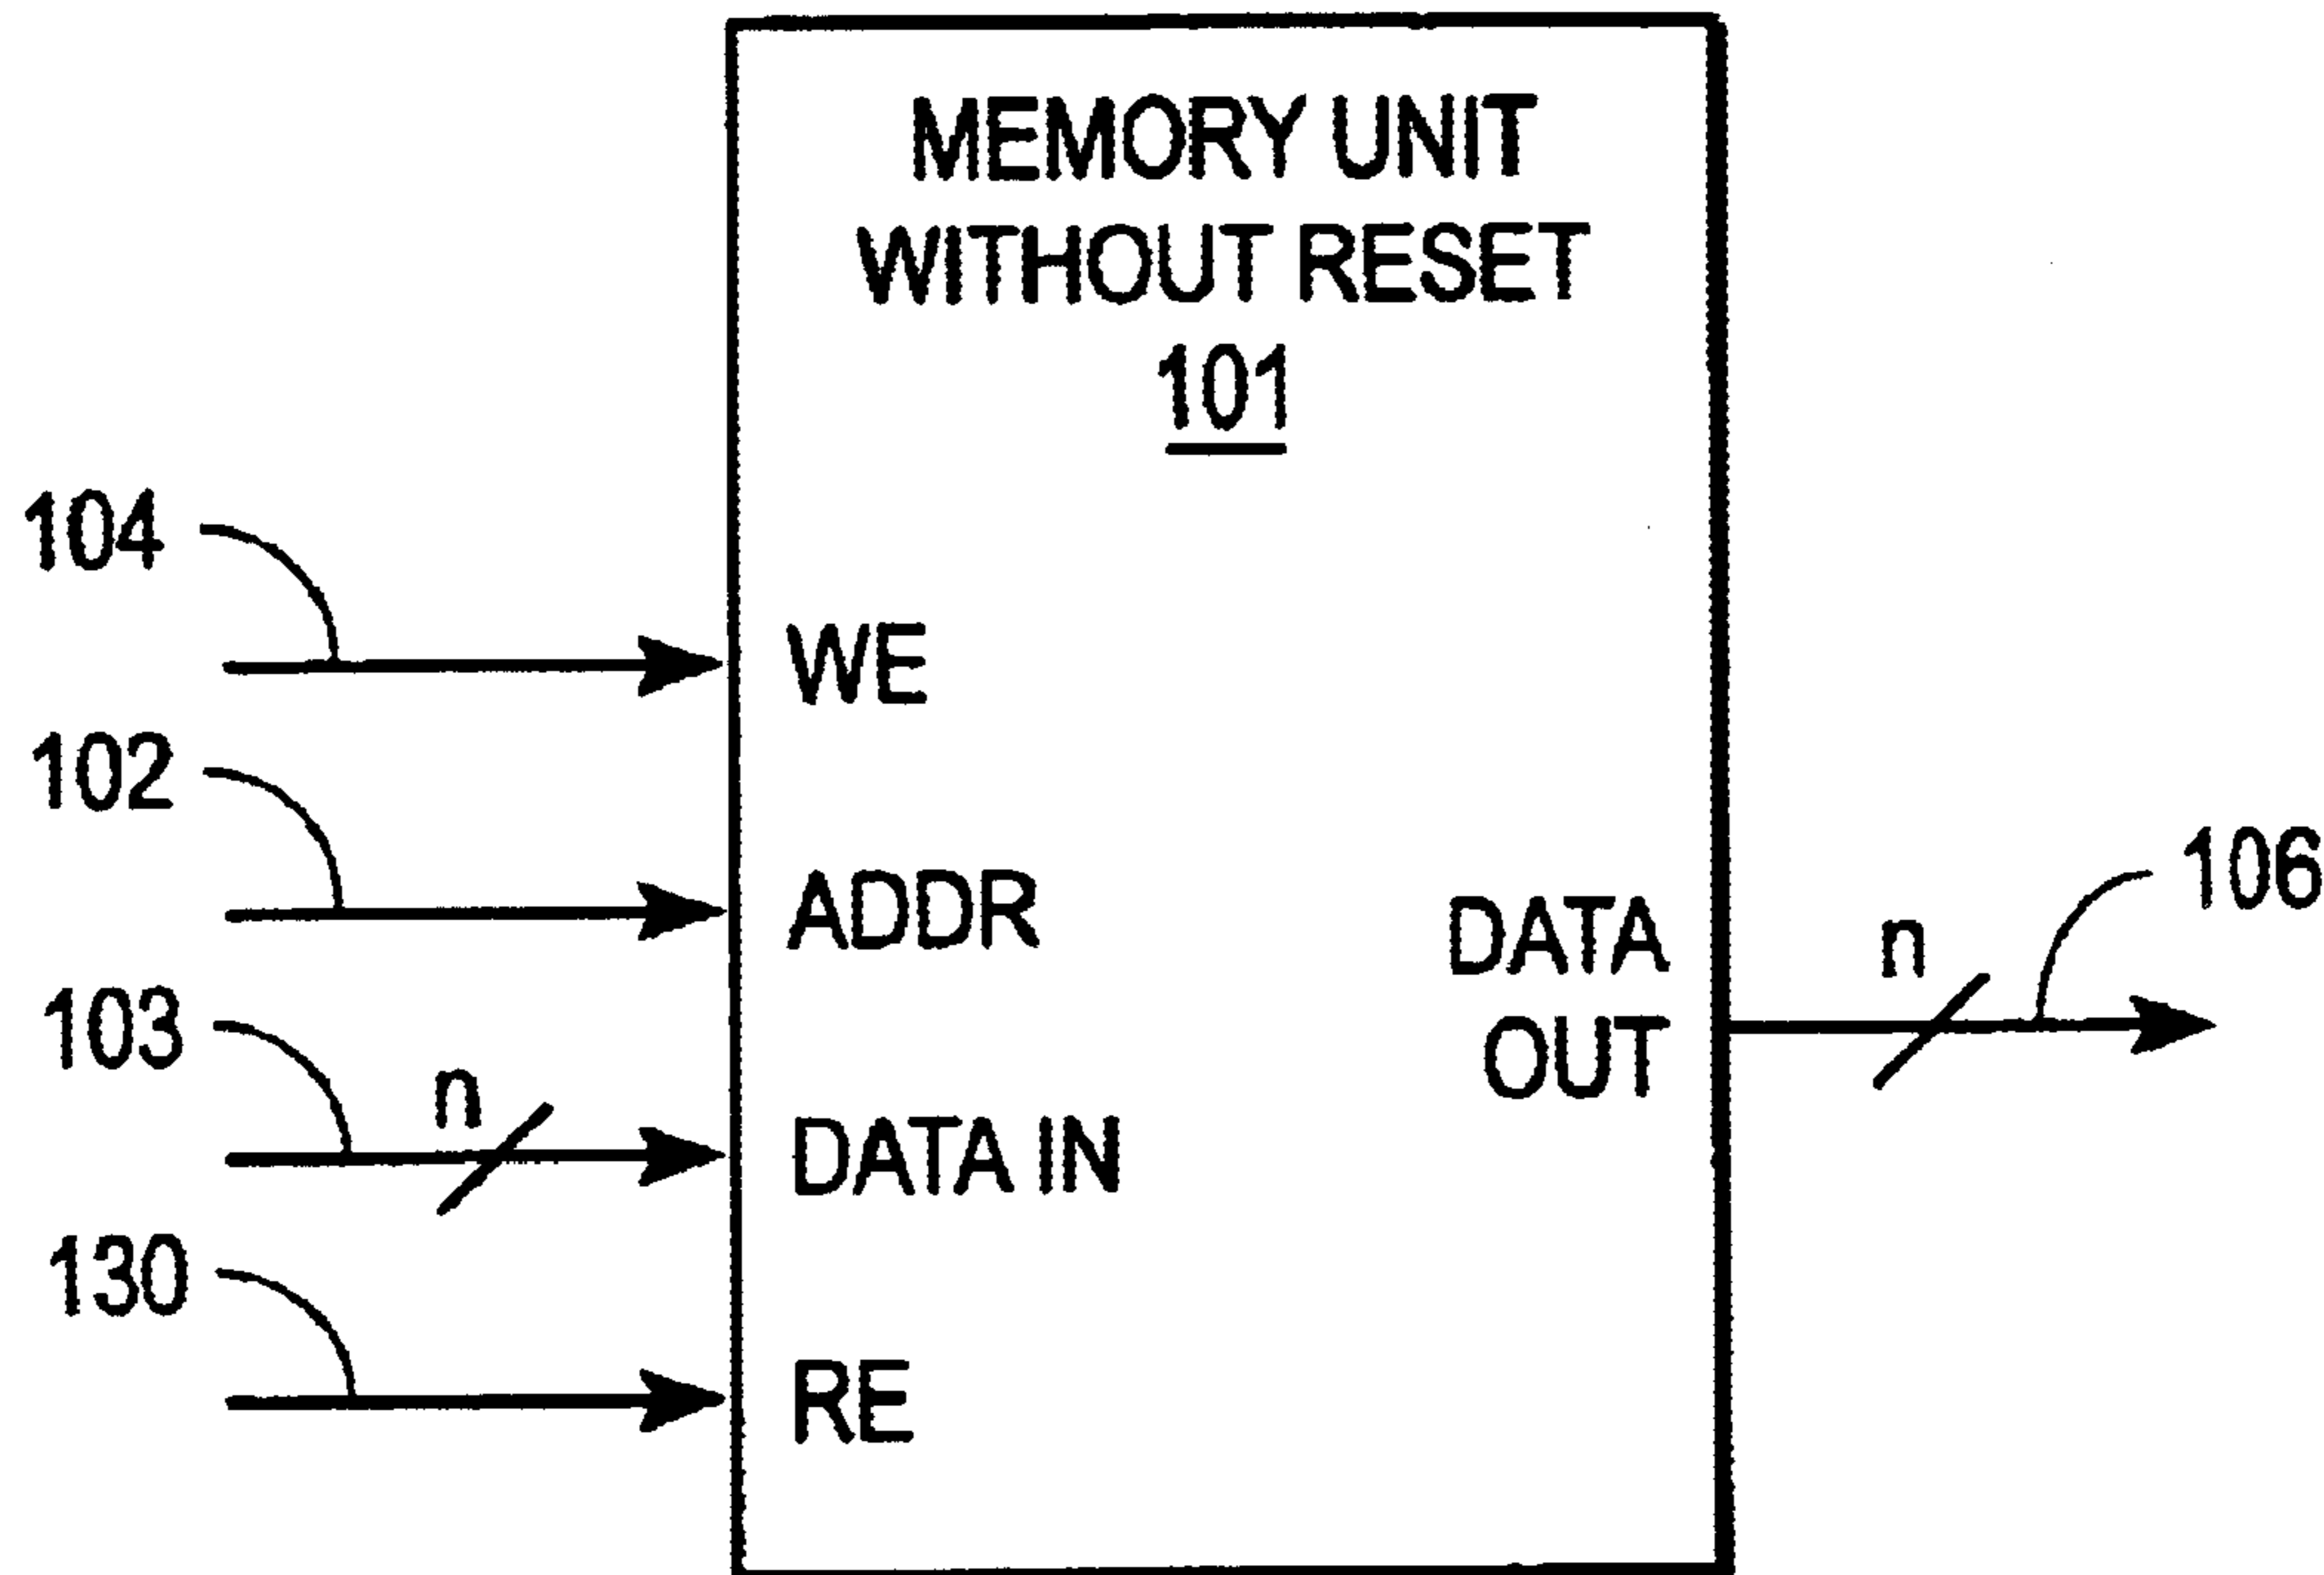 MEMORY UNIT
WITHOUT RESET
101
104
WE
102
ADDR
103
n
DATA IN
130
RE
DATA
OUT
n
106